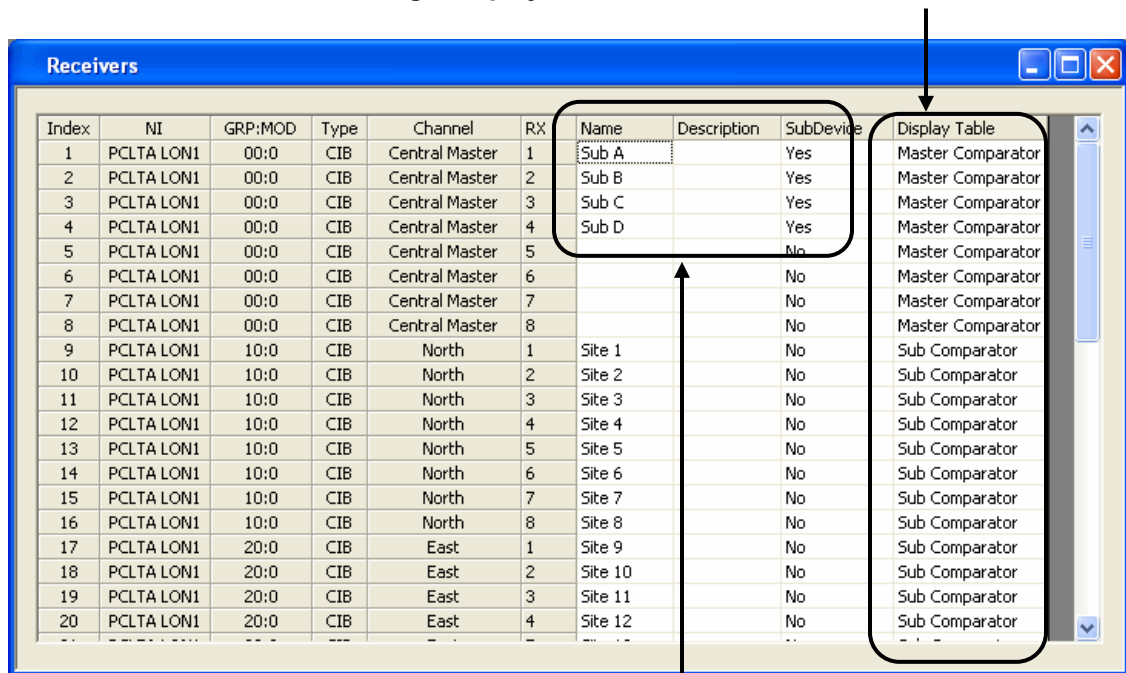 Receivers
Index NI GRP:MOD Type Channel RX Name Description SubDevice Display Table
1 PCLTA LON1 00:0 CIB Central Master 1 Sub A Yes Master Comparator
2 PCLTA LON1 00:0 CIB Central Master 2 Sub B Yes Master Comparator
3 PCLTA LON1 00:0 CIB Central Master 3 Sub C Yes Master Comparator
4 PCLTA LON1 00:0 CIB Central Master 4 Sub D Yes Master Comparator
5 PCLTA LON1 00:0 CIB Central Master 5 No Master Comparator
6 PCLTA LON1 00:0 CIB Central Master 6 No Master Comparator
7 PCLTA LON1 00:0 CIB Central Master 7 No Master Comparator
8 PCLTA LON1 00:0 CIB Central Master 8 No Master Comparator
9 PCLTA LON1 10:0 CIB North 1 Site 1 No Sub Comparator
10 PCLTA LON1 10:0 CIB North 2 Site 2 No Sub Comparator
11 PCLTA LON1 10:0 CIB North 3 Site 3 No Sub Comparator
12 PCLTA LON1 10:0 CIB North 4 Site 4 No Sub Comparator
13 PCLTA LON1 10:0 CIB North 5 Site 5 No Sub Comparator
14 PCLTA LON1 10:0 CIB North 6 Site 6 No Sub Comparator
15 PCLTA LON1 10:0 CIB North 7 Site 7 No Sub Comparator
16 PCLTA LON1 10:0 CIB North 8 Site 8 No Sub Comparator
17 PCLTA LON1 20:0 CIB East 1 Site 9 No Sub Comparator
18 PCLTA LON1 20:0 CIB East 2 Site 10 No Sub Comparator
19 PCLTA LON1 20:0 CIB East 3 Site 11 No Sub Comparator
20 PCLTA LON1 20:0 CIB East 4 Site 12 No Sub Comparator